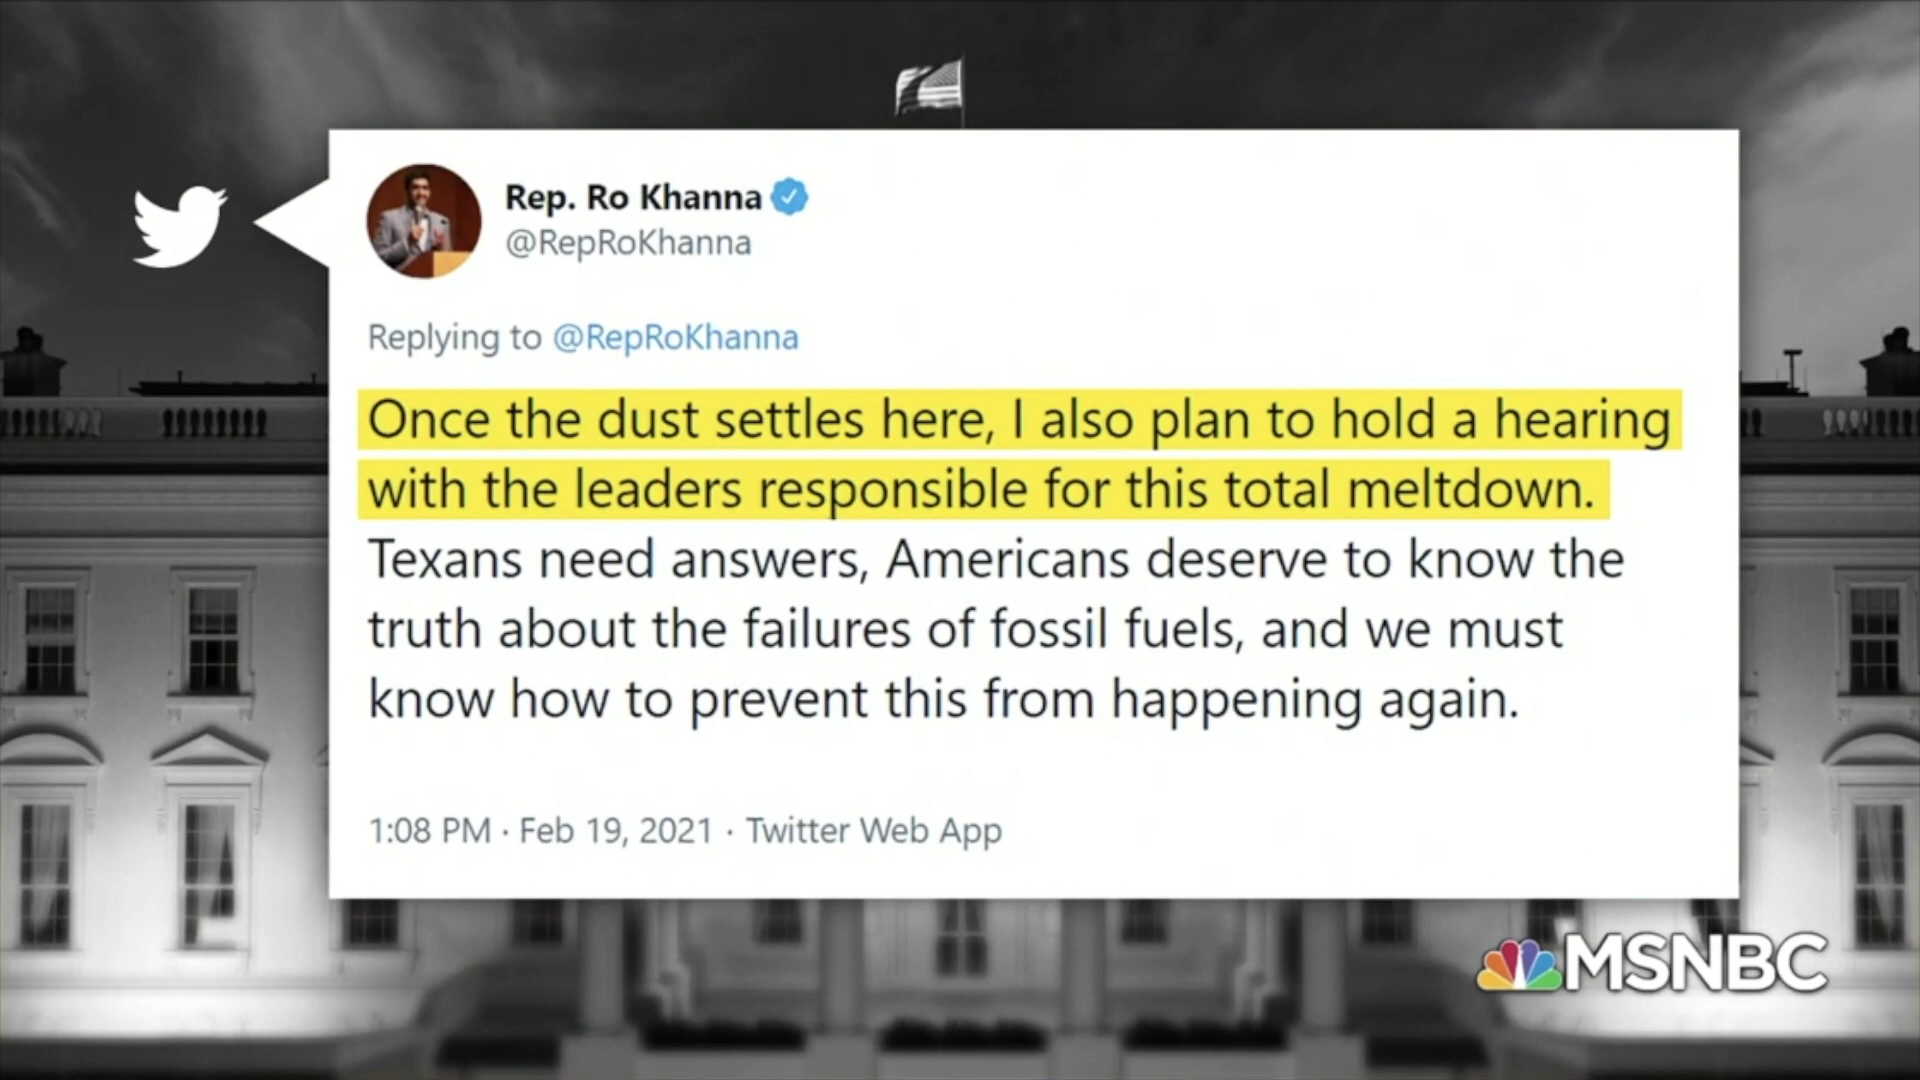 Rep. Ro Khanna
@RepRoKhanna
Replying to @RepRoKhanna
Once the dust settles here, I also plan to hold a hearing
with the leaders responsible for this total meltdown.
Texans need answers, Americans deserve to know the
truth about the failures of fossil fuels, and we must
know how to prevent this from happening again.
1:08 PM · Feb 19, 2021 · Twitter Web App
MSNBC